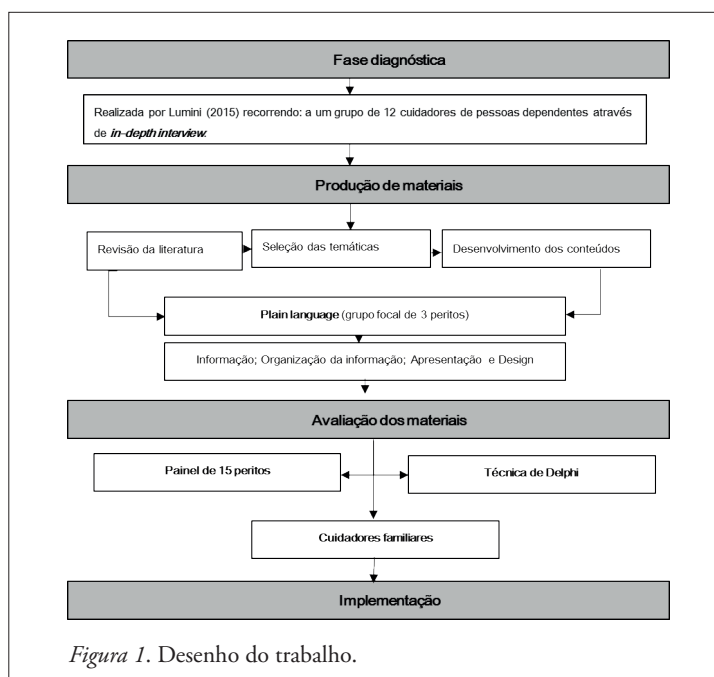 Fase diagnóstica
Realizada por Lumini (2015) recorrendo: a um grupo de 12 cuidadores de pessoas dependentes através
de in-depth interview.
Produção de materiais
Revisão da literatura
Seleção das temáticas
Desenvolvimento dos conteúdos
Plain language (grupo focal de 3 peritos)
Informação; Organização da informação; Apresentação e Design
Avaliação dos materiais
Painel de 15 peritos
Técnica de Delphi
Cuidadores familiares
Implementação
Figura 1. Desenho do trabalho.